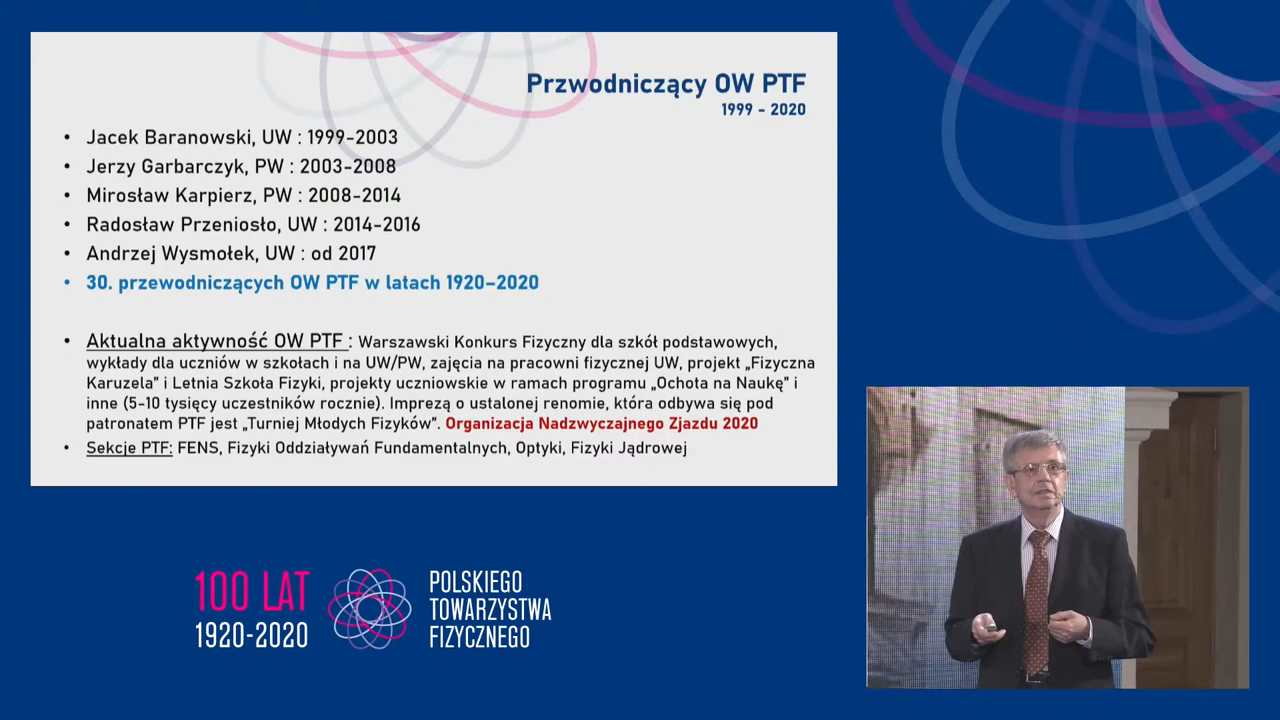 Przwodniczący OW PTF
1999 - 2020
• Jacek Baranowski, UW : 1999-2003
• Jerzy Garbarczyk, PW : 2003-2008
• Mirosław Karpierz, PW : 2008-2014
• Radosław Przeniosło, UW : 2014-2016
• Andrzej Wysmołek, UW : od 2017
• 30. przewodniczących OW PTF w latach 1920–2020
• Aktualna aktywność OW PTF : Warszawski Konkurs Fizyczny dla szkół podstawowych,
wykłady dla uczniów w szkołach i na UW/PW, zajęcia na pracowni fizycznej UW, projekt „Fizyczna
Karuzela” i Letnia Szkoła Fizyki, projekty uczniowskie w ramach programu „Ochota na Naukę” i
inne (5-10 tysięcy uczestników rocznie). Imprezą o ustalonej renomie, która odbywa się pod
patronatem PTF jest „Turniej Młodych Fizyków”. Organizacja Nadzwyczajnego Zjazdu 2020
• Sekcje PTF: FENS, Fizyki Oddziaływań Fundamentalnych, Optyki, Fizyki Jądrowej
100 LAT
1920-2020
POLSKIEGO
TOWARZYSTWA
FIZYCZNEGO